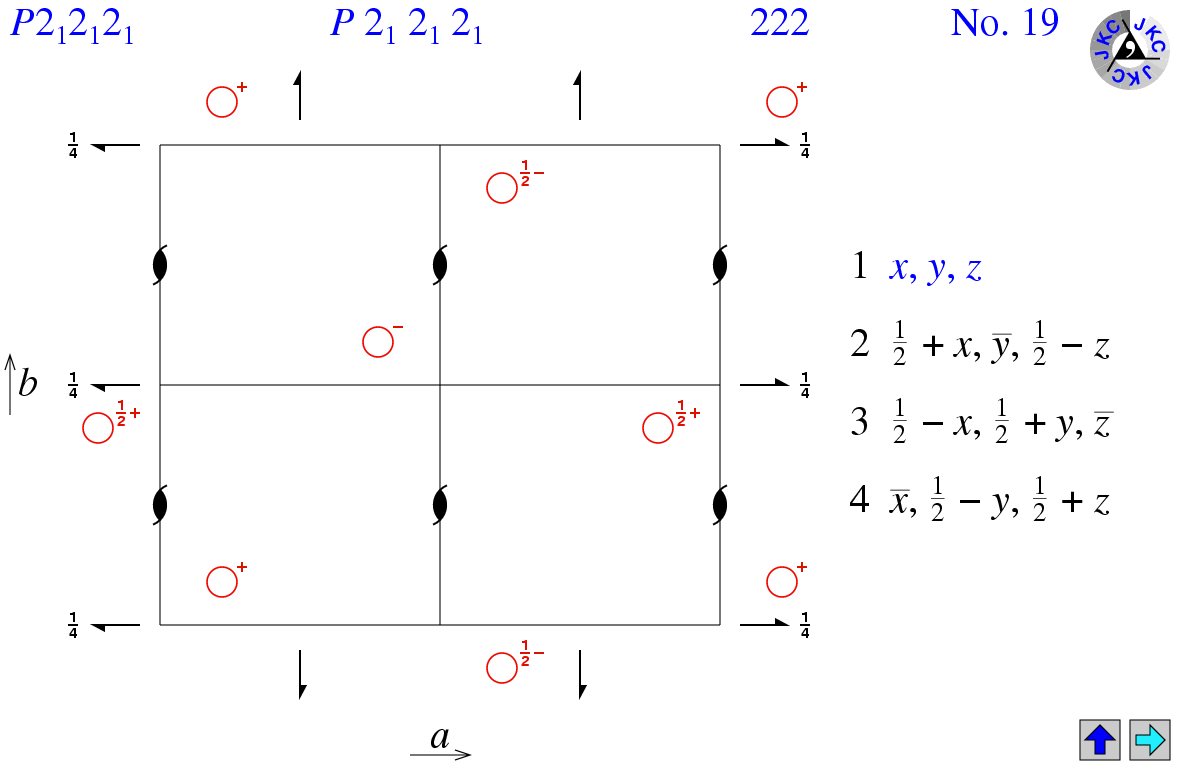 P2₁2₁2₁ P 2₁ 2₁ 2₁ 222 No. 19
JKC JKC JKC
+ +
1/4 1/4
1/2 −
1 x, y, z
−
2 1/2 + x, y̅, 1/2 − z
1/4 1/4
b
1/2 + 1/2 +
3 1/2 − x, 1/2 + y, z̅
4 x̅, 1/2 − y, 1/2 + z
+ +
1/4 1/4
1/2 −
a